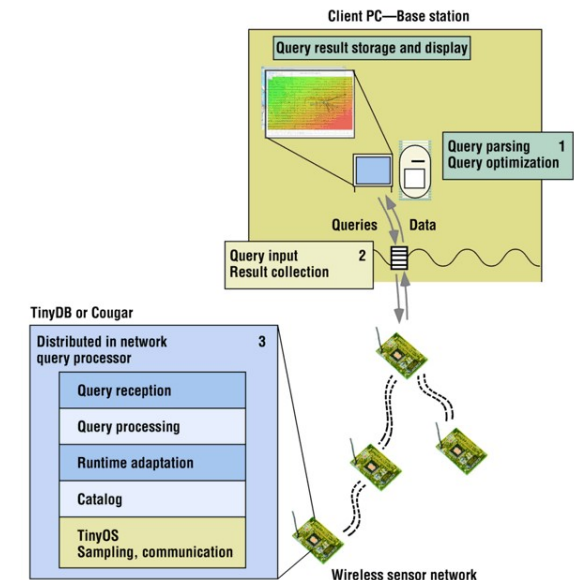 Client PC—Base station
Query result storage and display
Query parsing 1
Query optimization
Queries Data
Query input 2
Result collection
TinyDB or Cougar
Distributed in network 3
query processor
Query reception
Query processing
Runtime adaptation
Catalog
TinyOS
Sampling, communication
Wireless sensor network